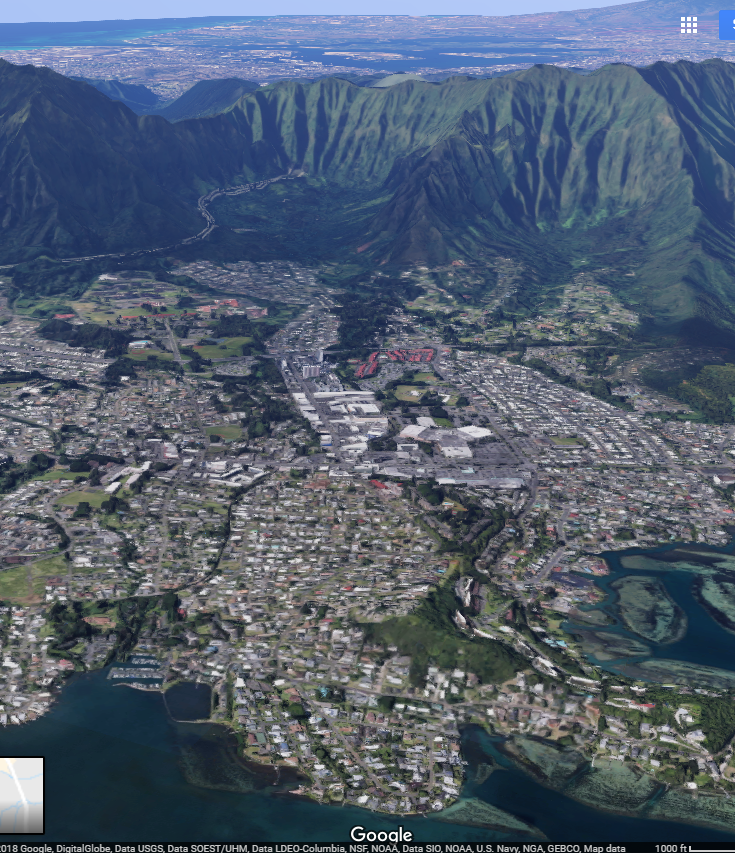 Google
2018 Google, DigitalGlobe, Data USGS, Data SOEST/UHM, Data LDEO-Columbia, NSF, NOAA, Data SIO, NOAA, U.S. Navy, NGA, GEBCO, Map data 1000 ft